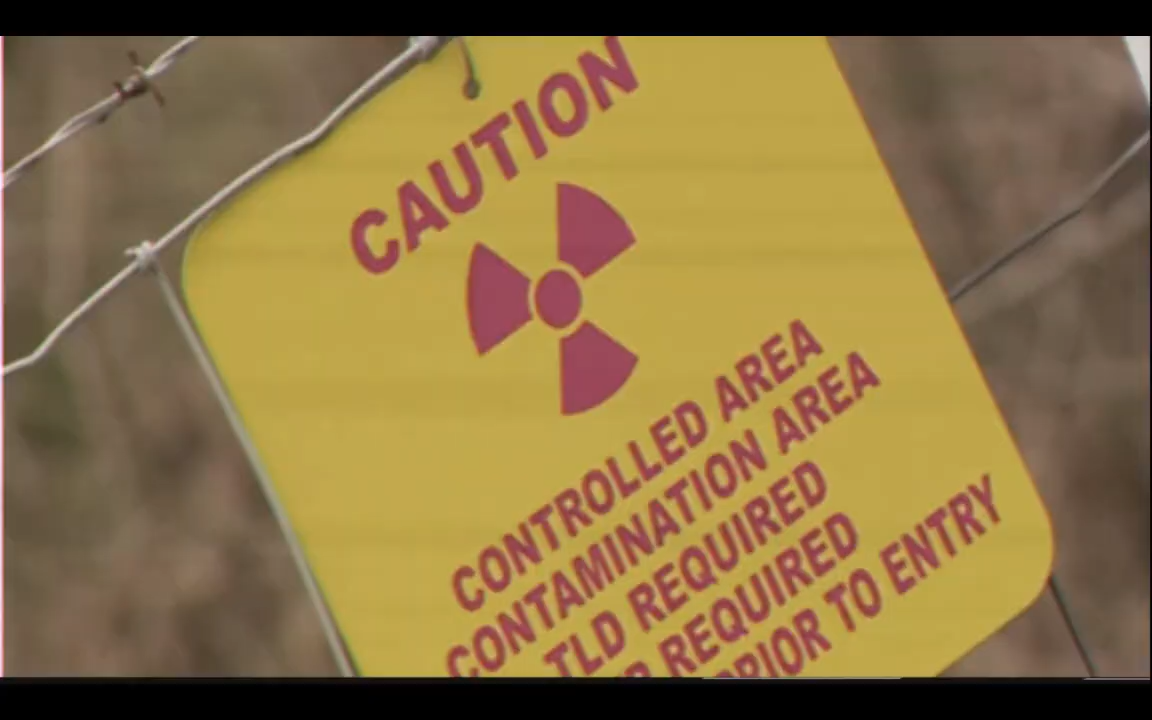 CAUTION
CONTROLLED AREA
CONTAMINATION AREA
TLD REQUIRED
REQUIRED
PRIOR TO ENTRY